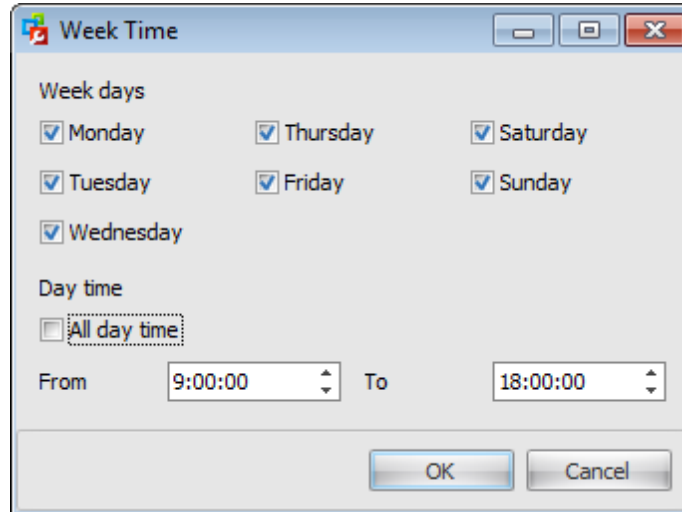 Week Time
Week days
Monday Thursday Saturday
Tuesday Friday Sunday
Wednesday
Day time
All day time
From 9:00:00 To 18:00:00
OK Cancel